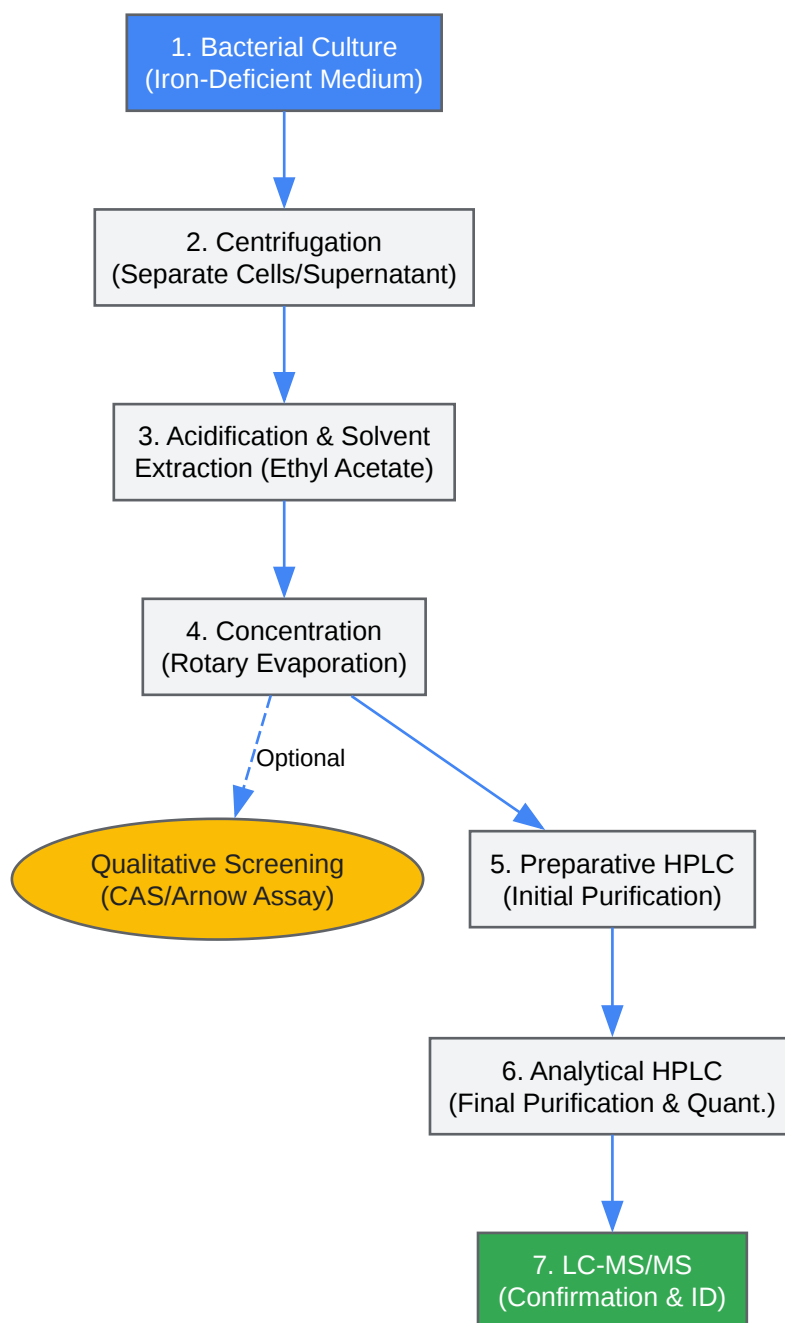 1. Bacterial Culture
(Iron-Deficient Medium)
2. Centrifugation
(Separate Cells/Supernatant)
3. Acidification & Solvent
Extraction (Ethyl Acetate)
4. Concentration
(Rotary Evaporation)
Optional
Qualitative Screening
(CAS/Arnow Assay)
5. Preparative HPLC
(Initial Purification)
6. Analytical HPLC
(Final Purification & Quant.)
7. LC-MS/MS
(Confirmation & ID)